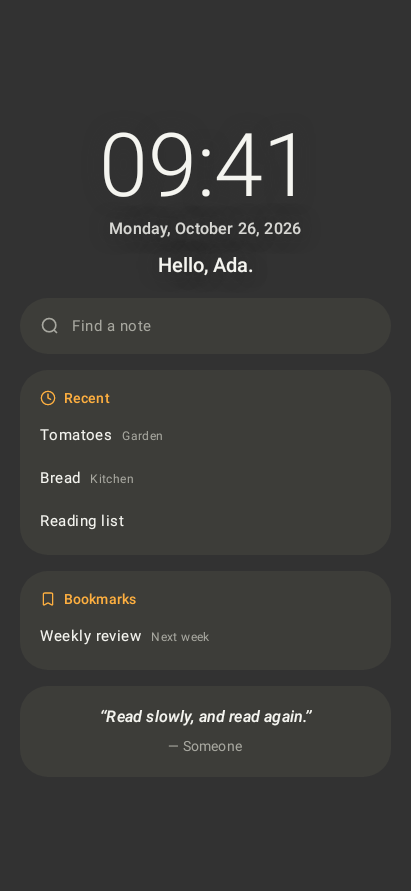 09:41
Monday, October 26, 2026
Hello, Ada.
Find a note
Recent
Tomatoes Garden
Bread Kitchen
Reading list
Bookmarks
Weekly review Next week
“Read slowly, and read again.”
— Someone